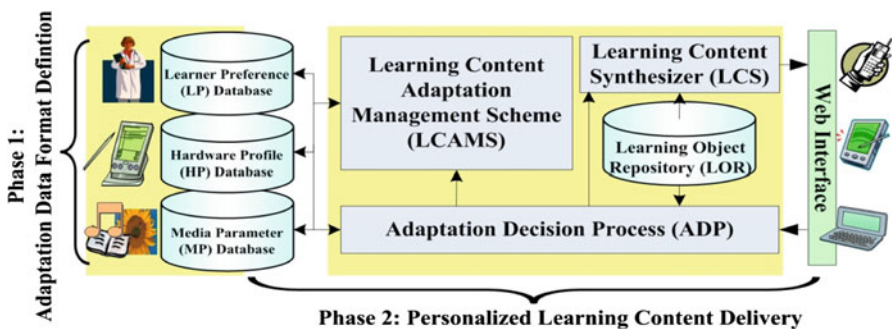 Phase 1:
Adaptation Data Format Defintion
Learner Preference
(LP) Database
Hardware Profile
(HP) Database
Media Parameter
(MP) Database
Learning Content
Adaptation
Management Scheme
(LCAMS)
Learning Content
Synthesizer (LCS)
Learning Object
Repository (LOR)
Adaptation Decision Process (ADP)
Web Interface
Phase 2: Personalized Learning Content Delivery